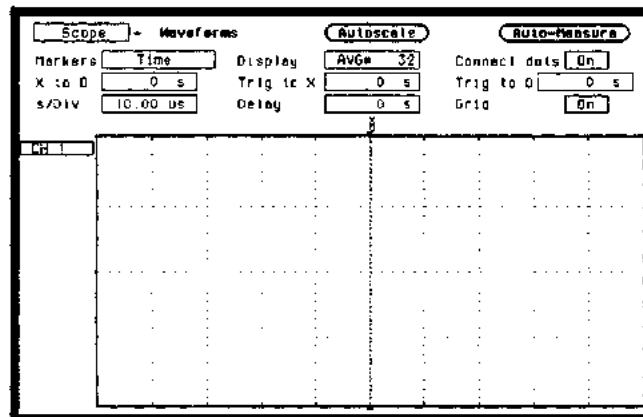 Scope - Waveforms Autoscale Auto-Measure
Markers Time Display AVG# 32 Connect dots On
X to O 0 s Trig to X 0 s Trig to O 0 s
s/Div 10.00 us Delay 0 s Grid On
X
O
CH 1